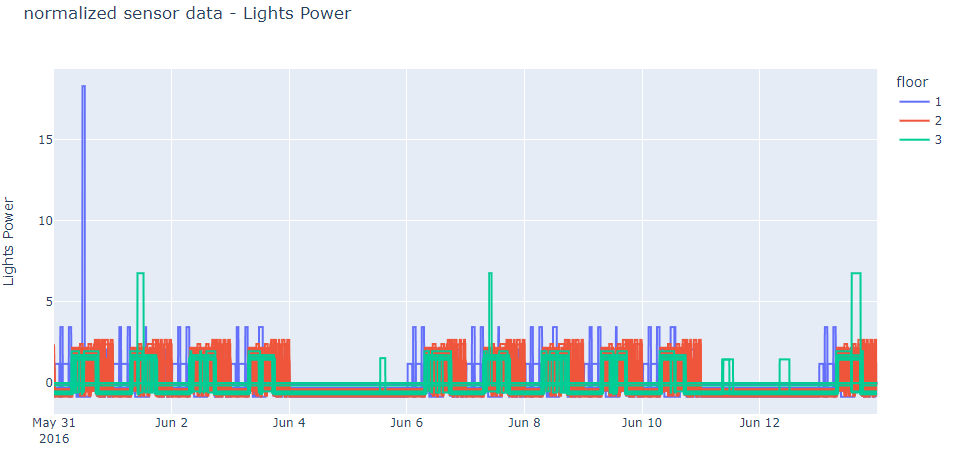 normalized sensor data - Lights Power
floor
1
2
3
Lights Power
15
10
5
0
May 31
2016
Jun 2
Jun 4
Jun 6
Jun 8
Jun 10
Jun 12